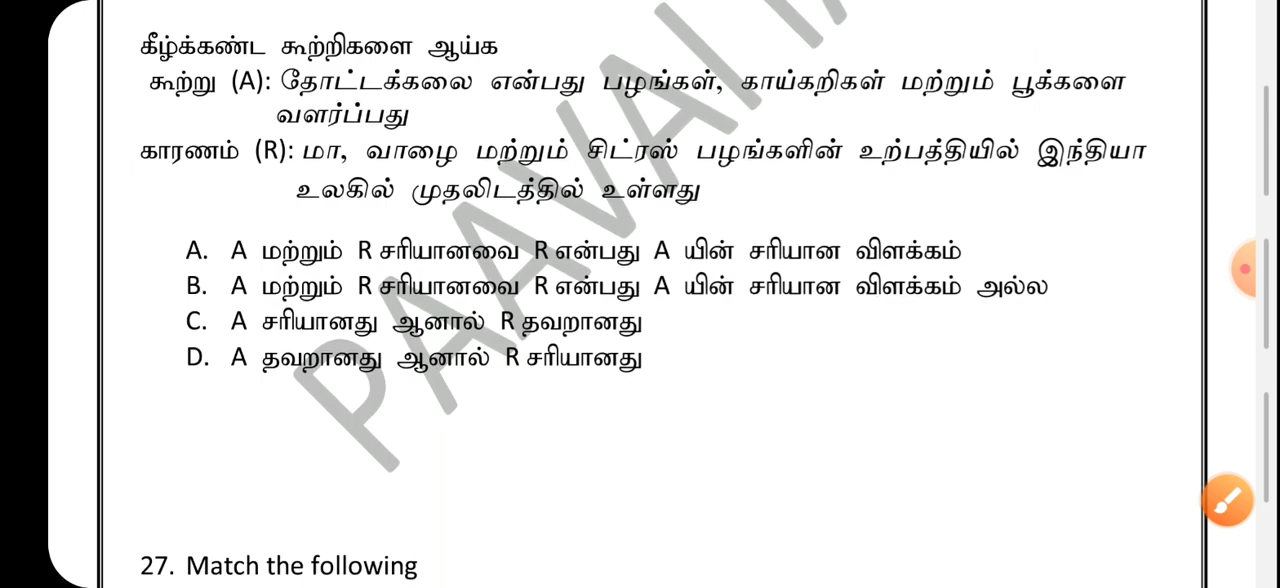 கீழ்க்கண்ட கூற்றிகளை ஆய்க
கூற்று (A): தோட்டக்கலை என்பது பழங்கள், காய்கறிகள் மற்றும் பூக்களை
வளர்ப்பது
காரணம் (R): மா, வாழை மற்றும் சிட்ரஸ் பழங்களின் உற்பத்தியில் இந்தியா
உலகில் முதலிடத்தில் உள்ளது
A. A மற்றும் R சரியானவை R என்பது A யின் சரியான விளக்கம்
B. A மற்றும் R சரியானவை R என்பது A யின் சரியான விளக்கம் அல்ல
C. A சரியானது ஆனால் R தவறானது
D. A தவறானது ஆனால் R சரியானது
PAAVAI
27. Match the following